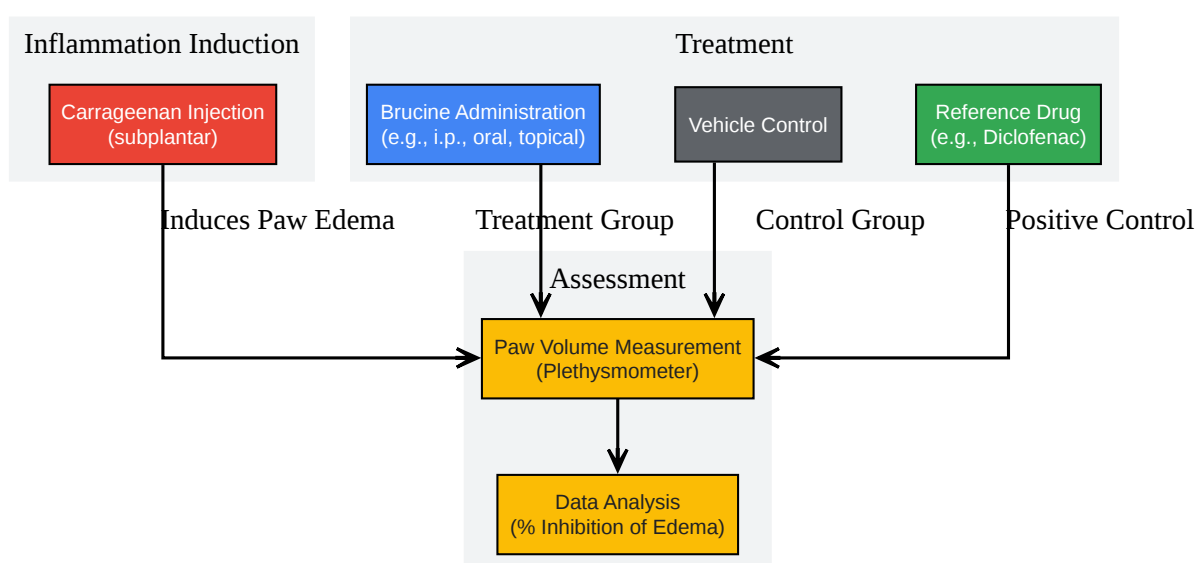 Inflammation Induction
Treatment
Carrageenan Injection
(subplantar)
Brucine Administration
(e.g., i.p., oral, topical)
Vehicle Control
Reference Drug
(e.g., Diclofenac)
Induces Paw Edema
Treatment Group
Control Group
Positive Control
Assessment
Paw Volume Measurement
(Plethysmometer)
Data Analysis
(% Inhibition of Edema)